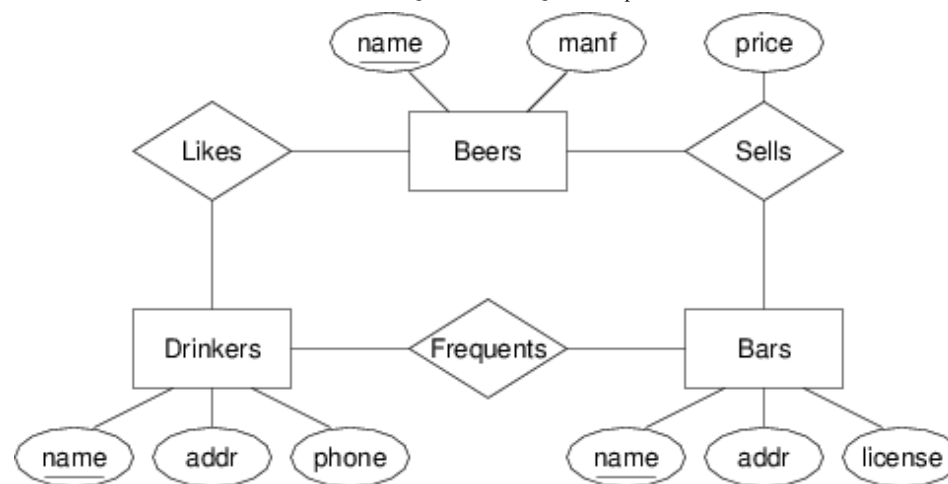 name manf price
Likes Beers Sells
Drinkers Frequents Bars
name addr phone name addr license